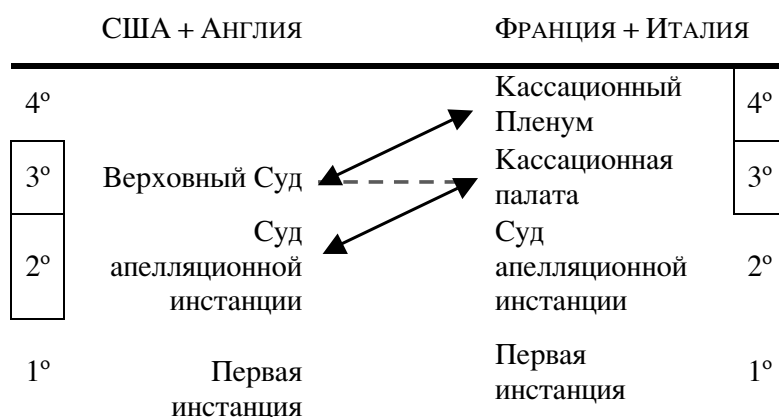 США + АНГЛИЯ ФРАНЦИЯ + ИТАЛИЯ
4º Кассационный 4º
Пленум
3º Верховный Суд Кассационная 3º
палата
Суд Суд
2º апелляционной апелляционной 2º
инстанции инстанции
1º Первая Первая 1º
инстанция инстанция